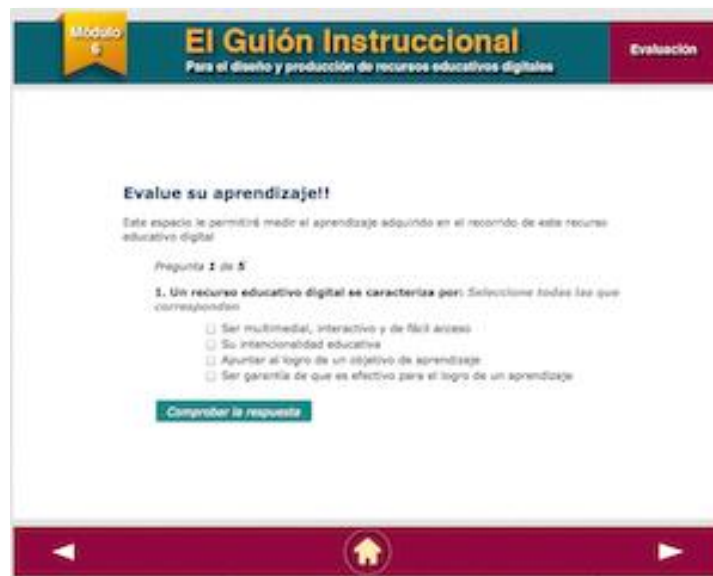 Módulo
6
El Guión Instruccional
Para el diseño y producción de recursos educativos digitales
Evaluación
Evalue su aprendizaje!!
Este espacio le permitirá medir el aprendizaje adquirido en el recorrido de este recurso
educativo digital
Pregunta 1 de 5
1. Un recurso educativo digital se caracteriza por: Seleccione todas las que
correspondan
Ser multimedial, interactivo y de fácil acceso
Su intencionalidad educativa
Apuntar al logro de un objetivo de aprendizaje
Ser garantía de que es efectivo para el logro de un aprendizaje
Comprobar la respuesta